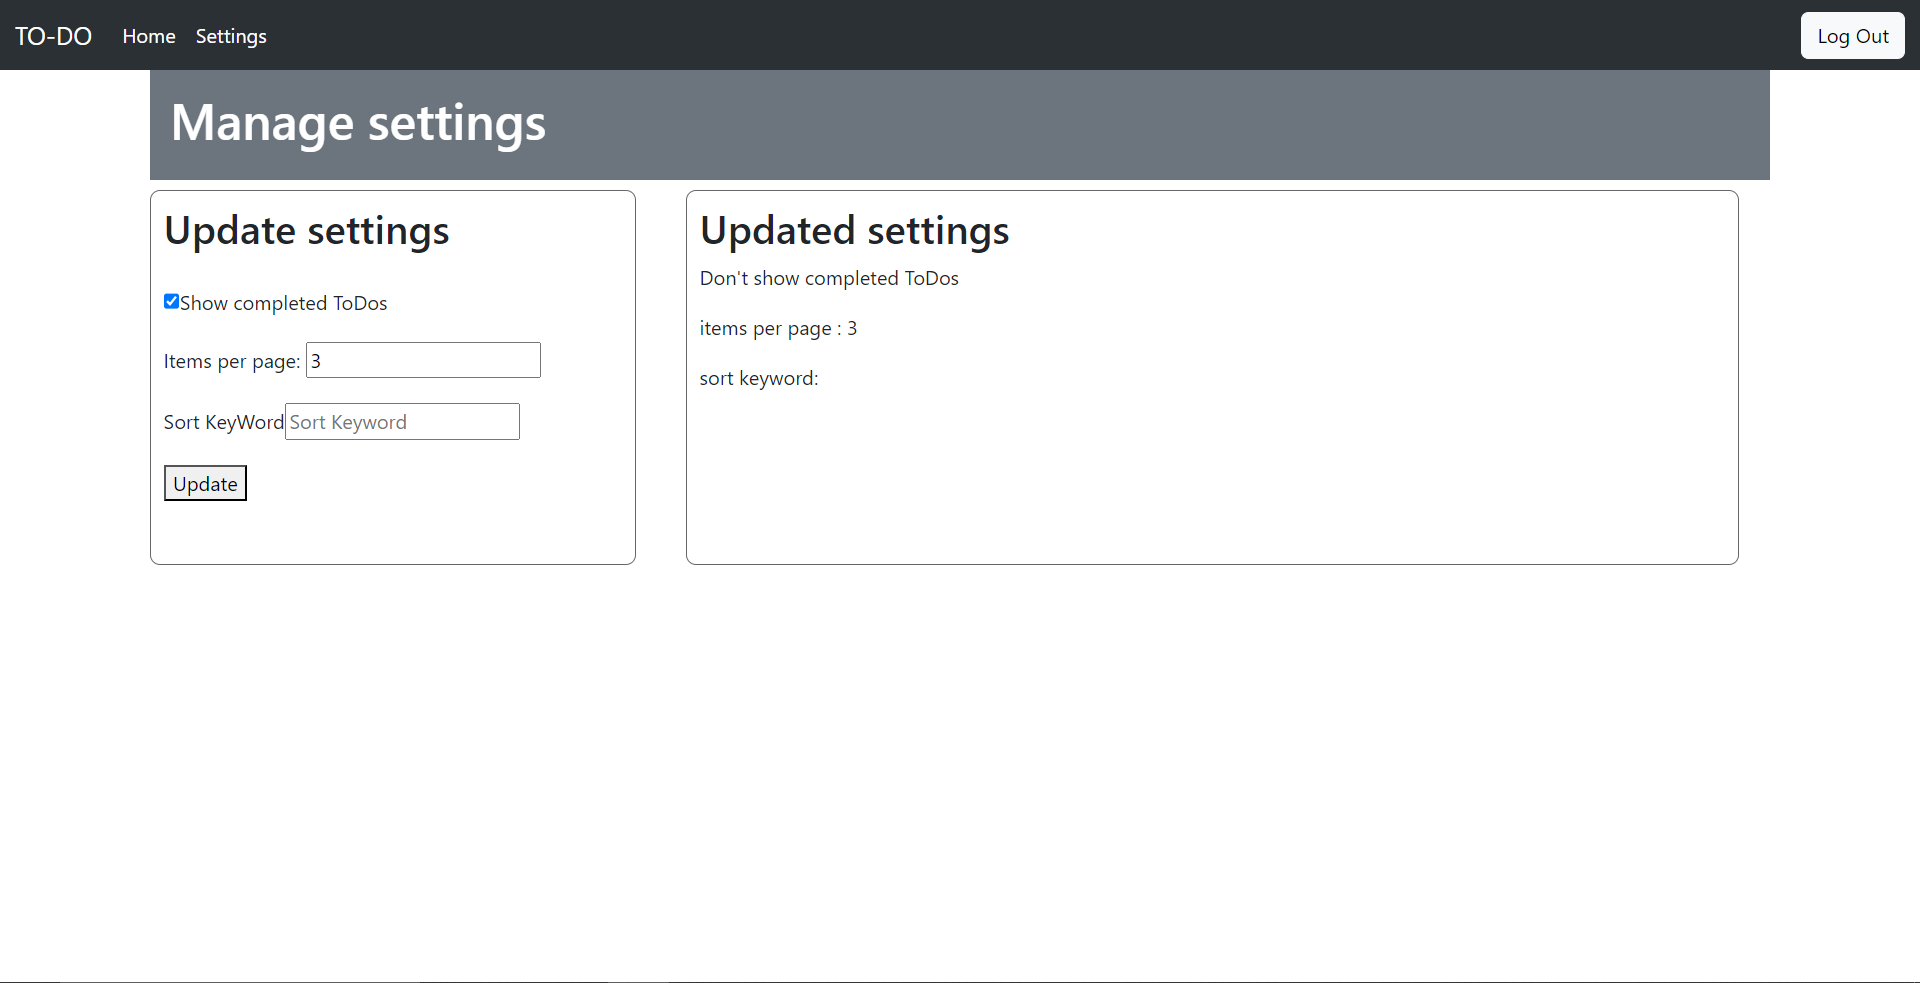 TO-DO Home Settings Log Out
Manage settings
Update settings
Show completed ToDos
Items per page: 3
Sort KeyWord Sort Keyword
Update
Updated settings
Don't show completed ToDos
items per page : 3
sort keyword: